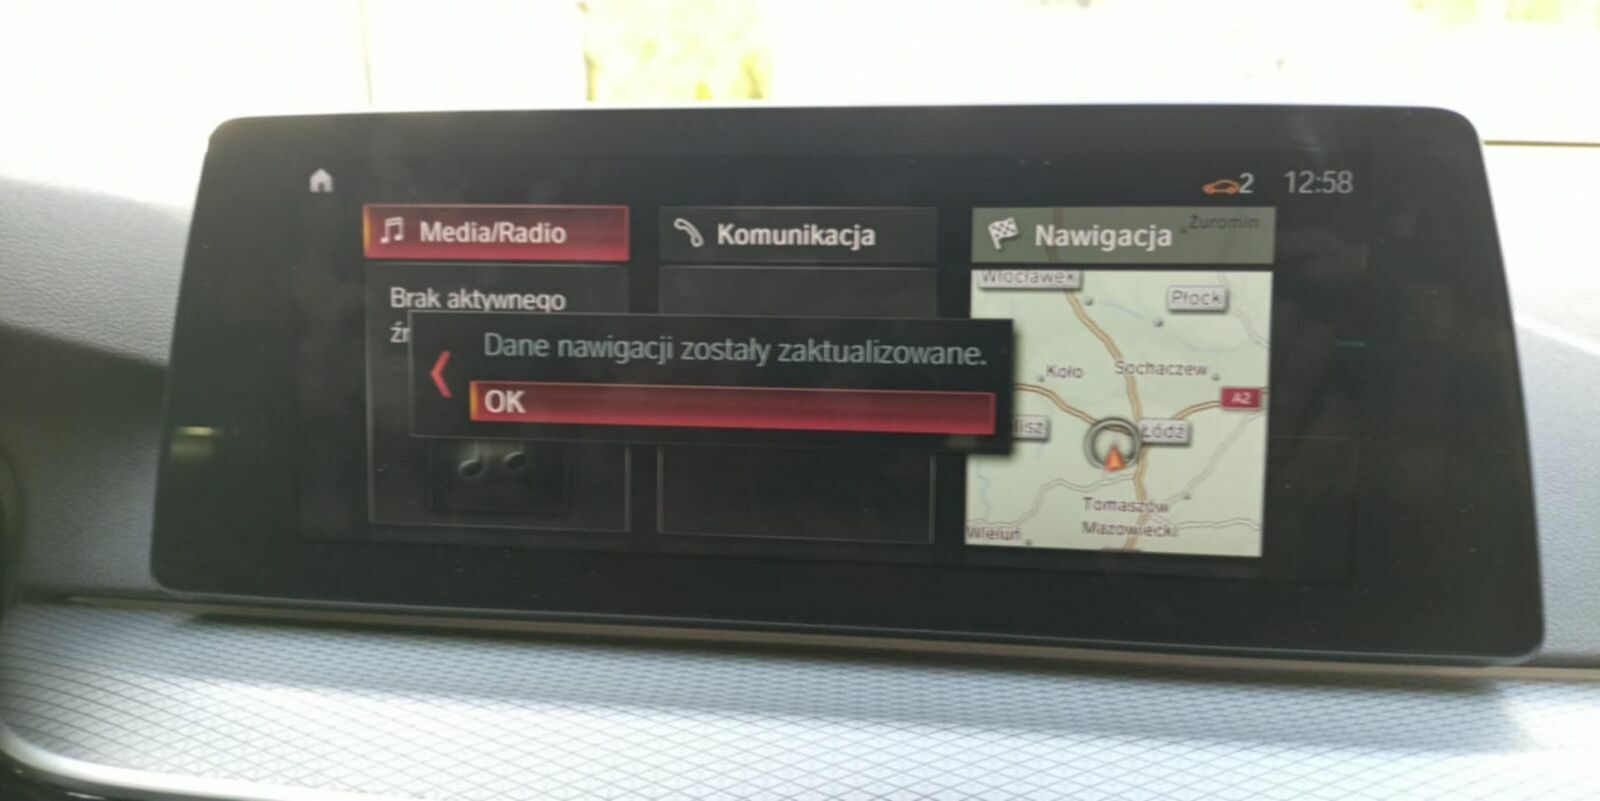 2 12:58
Media/Radio
Komunikacja
Nawigacja
Żuromin
Brak aktywnego
Włocławek
Płock
Dane nawigacji zostały zaktualizowane.
OK
Koło
Sochaczew
A2
Łódź
Tomaszów
Mazowiecki
Wieluń